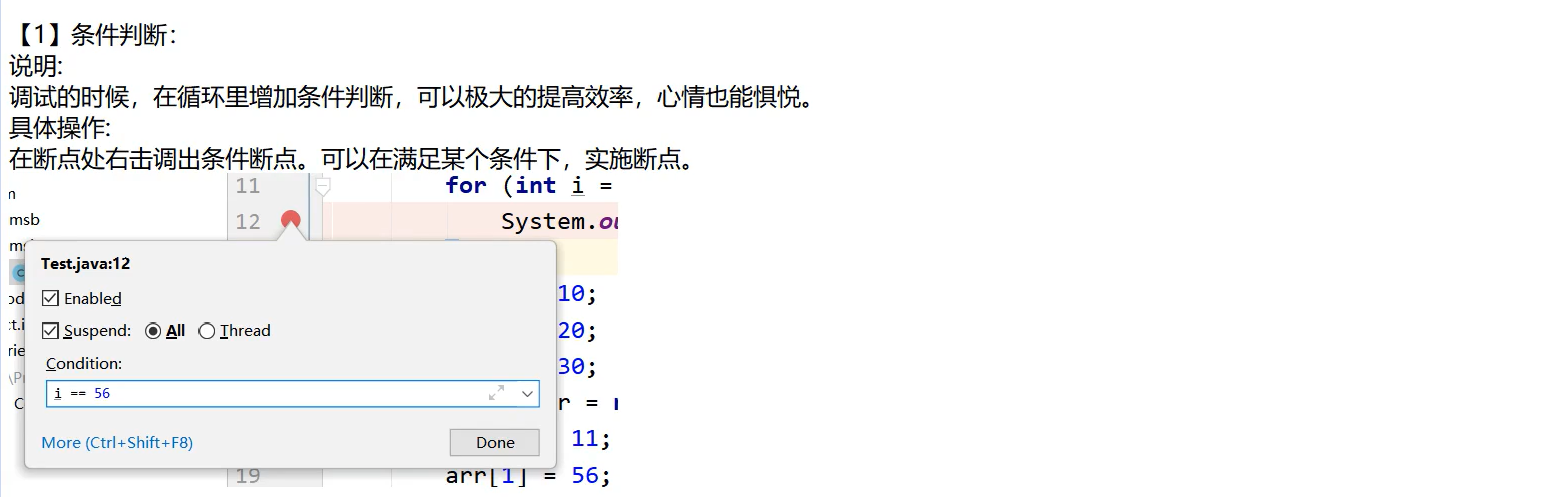 【1】条件判断：
说明:
调试的时候，在循环里增加条件判断，可以极大的提高效率，心情也能惧悦。
具体操作:
在断点处右击调出条件断点。可以在满足某个条件下，实施断点。
11 for (int i =
msb
12 System.ou
Test.java:12
Enabled
10;
Suspend: All Thread
20;
Condition:
30;
i == 56
r =
More (Ctrl+Shift+F8) Done
11;
19 arr[1] = 56;